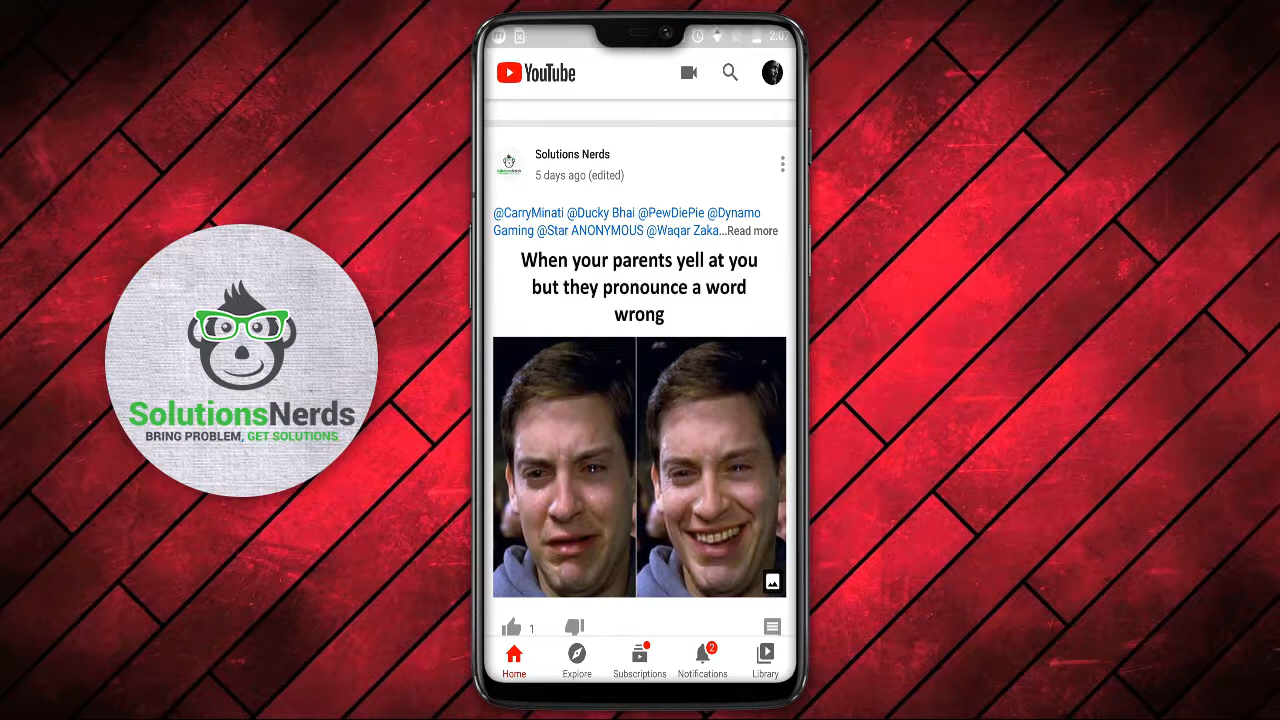 SolutionsNerds
BRING PROBLEM, GET SOLUTIONS
2:07
YouTube
Solutions Nerds
5 days ago (edited)
@CarryMinati @Ducky Bhai @PewDiePie @Dynamo
Gaming @Star ANONYMOUS @Waqar Zaka...Read more
When your parents yell at you
but they pronounce a word
wrong
1
2
Home Explore Subscriptions Notifications Library